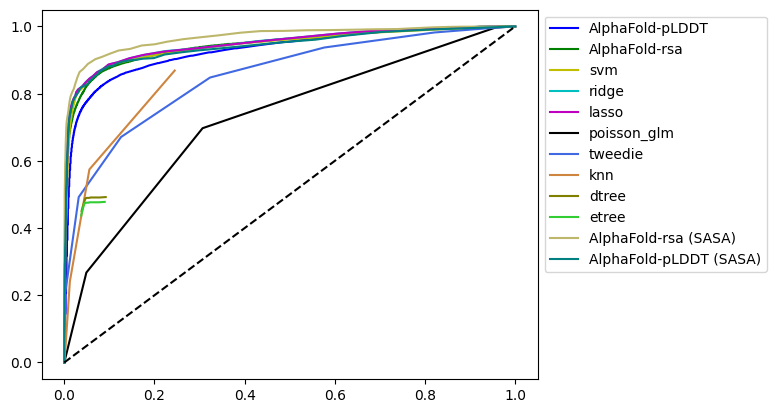 1.0
0.8
0.6
0.4
0.2
0.0
0.0 0.2 0.4 0.6 0.8 1.0
AlphaFold-pLDDT
AlphaFold-rsa
svm
ridge
lasso
poisson_glm
tweedie
knn
dtree
etree
AlphaFold-rsa (SASA)
AlphaFold-pLDDT (SASA)